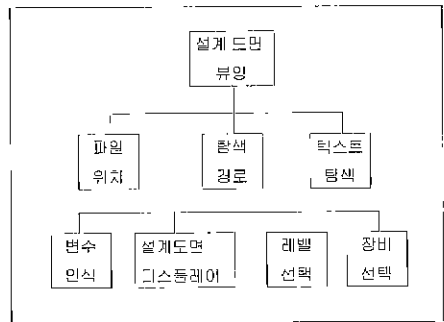 설계 도면
뷰잉
파일
위치
탐색
경로
텍스트
탐색
변수
인식
설계도면
디스플레이
레벨
선택
장비
선택